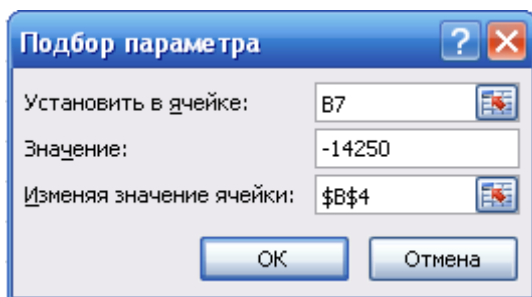 Подбор параметра
Установить в ячейке: B7
Значение: -14250
Изменяя значение ячейки: $B$4
ОК Отмена